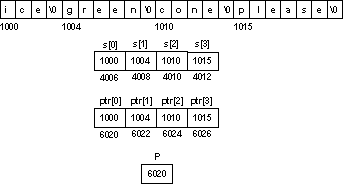 i c e \0 g r e e n \0 c o n e \0 p l e a s e \0
1000 1004 1010 1015
s[0] s[1] s[2] s[3]
1000 1004 1010 1015
4006 4008 4010 4012
ptr[0] ptr[1] ptr[2] ptr[3]
1000 1004 1010 1015
6020 6022 6024 6026
P
6020